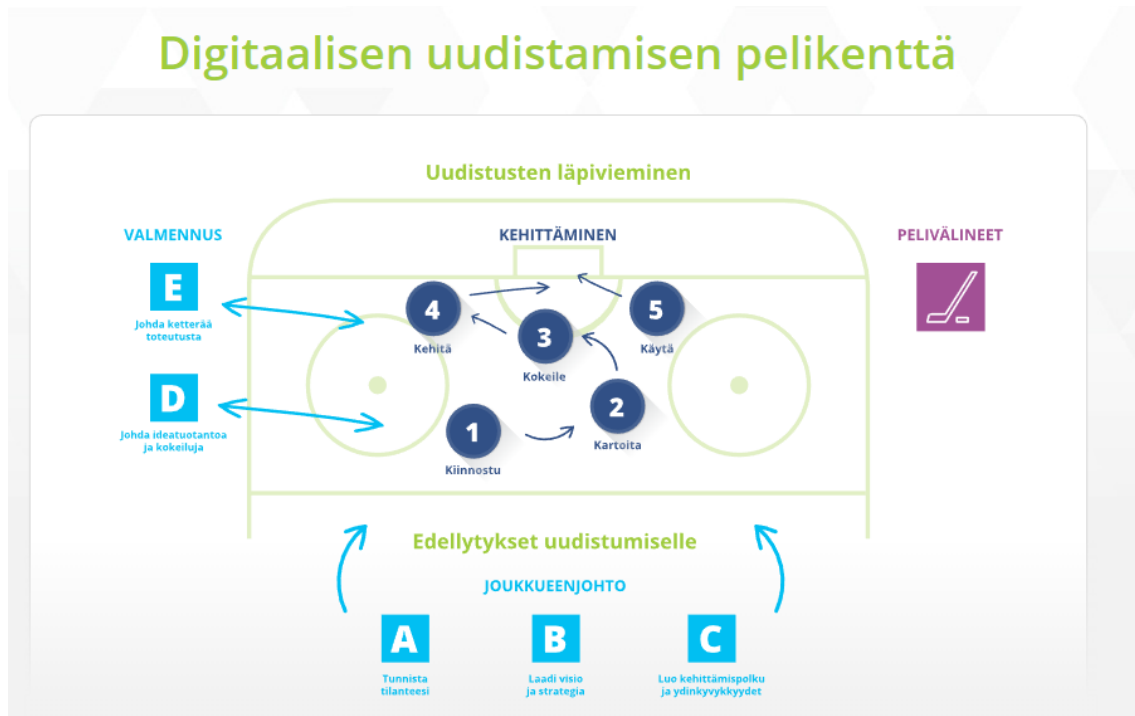 Digitaalisen uudistamisen pelikenttä
Uudistusten läpivieminen
VALMENNUS
KEHITTÄMINEN
PELIVÄLINEET
E
Johda ketterää
toteutusta
4
Kehitä
3
Kokeile
5
Käytä
D
Johda ideatuotantoa
ja kokeiluja
1
Kiinnostu
2
Kartoita
Edellytykset uudistumiselle
JOUKKUEENJOHTO
A
Tunnista
tilanteesi
B
Laadi visio
ja strategia
C
Luo kehittämispolku
ja ydinkyvykkyydet